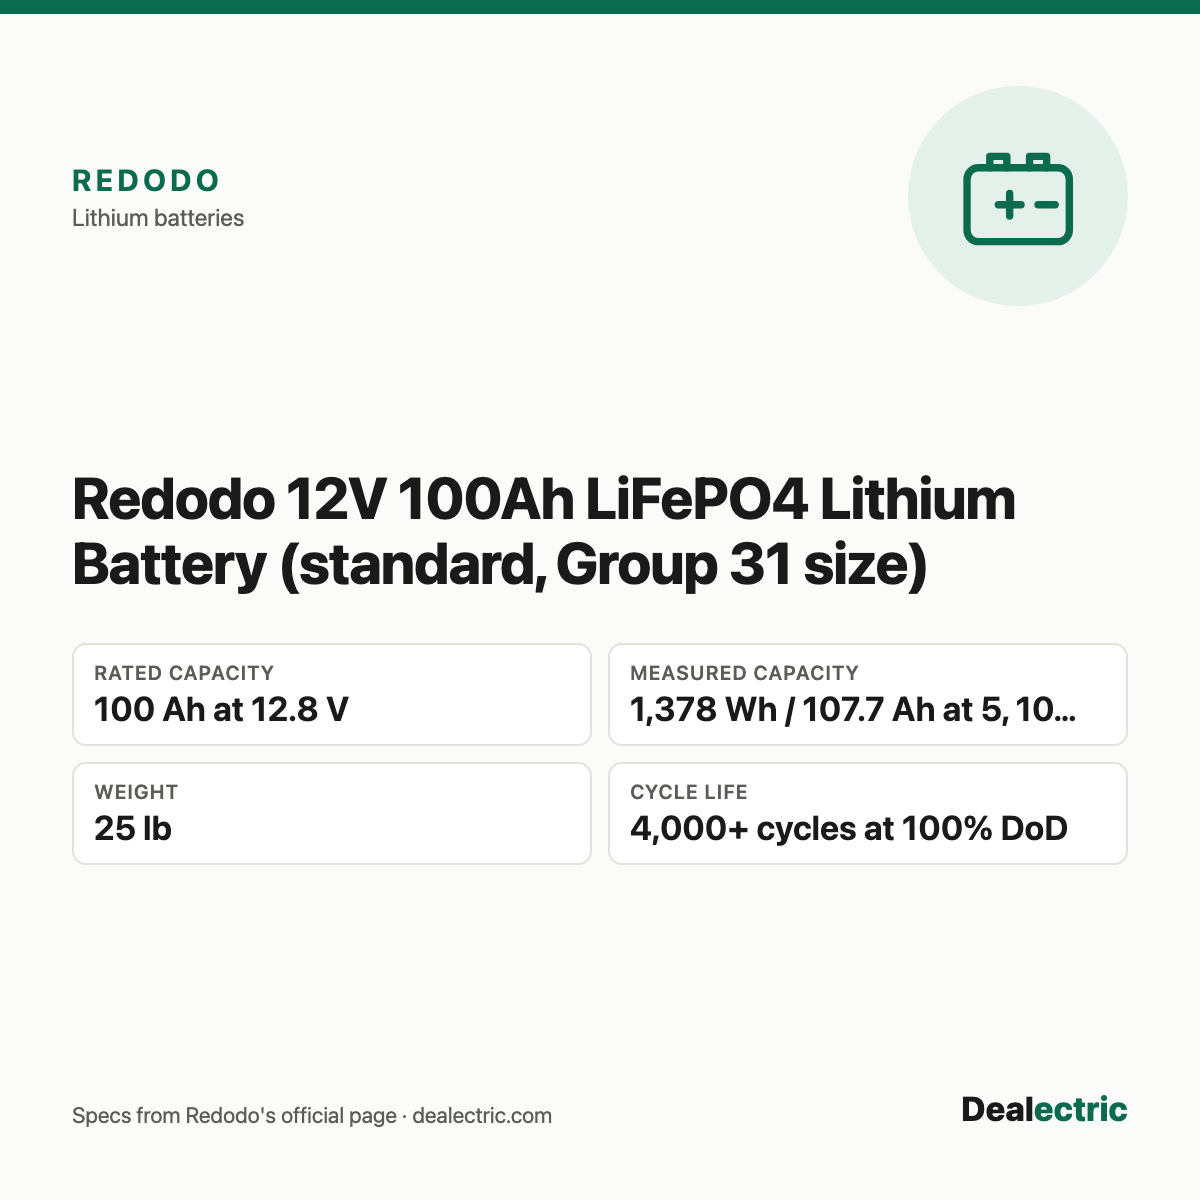 REDODO
Lithium batteries
Redodo 12V 100Ah LiFePO4 Lithium
Battery (standard, Group 31 size)
RATED CAPACITY
100 Ah at 12.8 V
MEASURED CAPACITY
1,378 Wh / 107.7 Ah at 5, 10…
WEIGHT
25 lb
CYCLE LIFE
4,000+ cycles at 100% DoD
Specs from Redodo's official page · dealectric.com
Dealectric